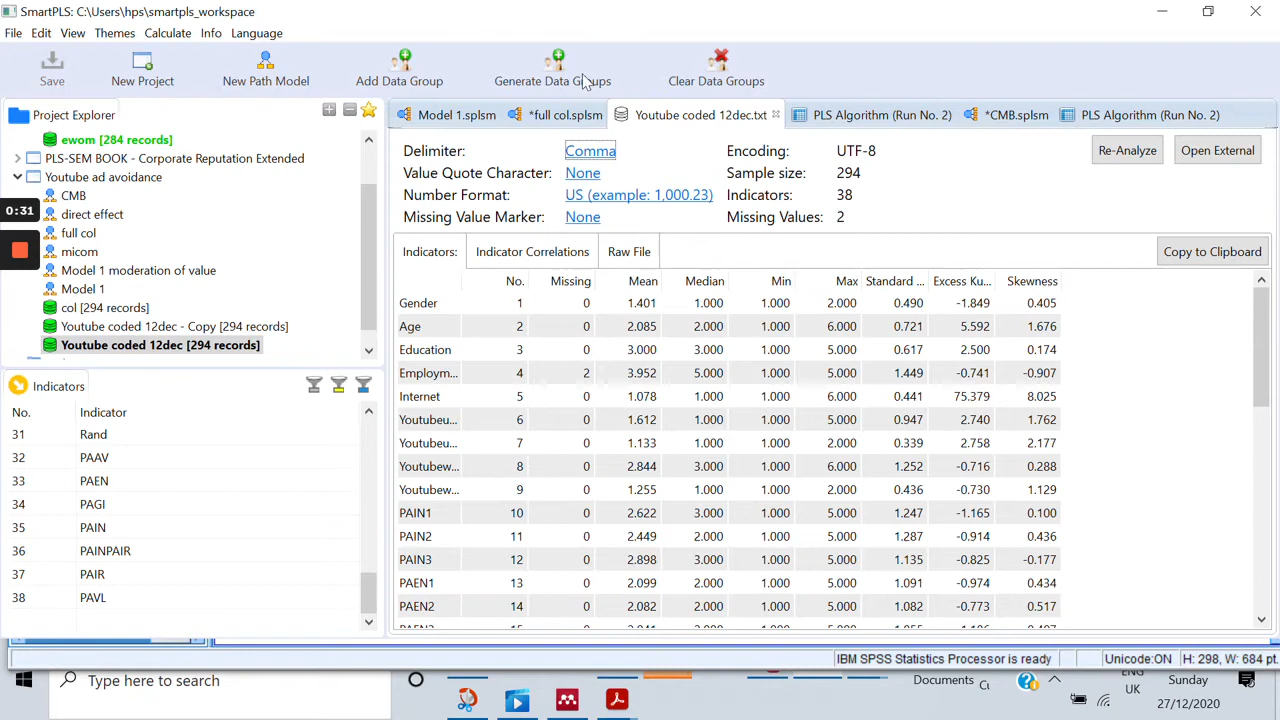 SmartPLS: C:\Users\hps\smartpls_workspace
File Edit View Themes Calculate Info Language
Save New Project New Path Model Add Data Group Generate Data Groups Clear Data Groups
Project Explorer
ewom [284 records]
PLS-SEM BOOK - Corporate Reputation Extended
Youtube ad avoidance
CMB
direct effect
full col
micom
Model 1 moderation of value
Model 1
col [294 records]
Youtube coded 12dec - Copy [294 records]
Youtube coded 12dec [294 records]
0:31
Indicators
No. Indicator
31 Rand
32 PAAV
33 PAEN
34 PAGI
35 PAIN
36 PAINPAIR
37 PAIR
38 PAVL
Model 1.splsm *full col.splsm Youtube coded 12dec.txt PLS Algorithm (Run No. 2) *CMB.splsm PLS Algorithm (Run No. 2)
Delimiter: Comma Encoding: UTF-8 Re-Analyze Open External
Value Quote Character: None Sample size: 294
Number Format: US (example: 1,000.23) Indicators: 38
Missing Value Marker: None Missing Values: 2
Indicators: Indicator Correlations Raw File Copy to Clipboard
No. Missing Mean Median Min Max Standard ... Excess Ku... Skewness
Gender 1 0 1.401 1.000 1.000 2.000 0.490 -1.849 0.405
Age 2 0 2.085 2.000 1.000 6.000 0.721 5.592 1.676
Education 3 0 3.000 3.000 1.000 5.000 0.617 2.500 0.174
Employm... 4 2 3.952 5.000 1.000 5.000 1.449 -0.741 -0.907
Internet 5 0 1.078 1.000 1.000 6.000 0.441 75.379 8.025
Youtubeu... 6 0 1.612 1.000 1.000 5.000 0.947 2.740 1.762
Youtubeu... 7 0 1.133 1.000 1.000 2.000 0.339 2.758 2.177
Youtubew... 8 0 2.844 3.000 1.000 6.000 1.252 -0.716 0.288
Youtubew... 9 0 1.255 1.000 1.000 2.000 0.436 -0.730 1.129
PAIN1 10 0 2.622 3.000 1.000 5.000 1.247 -1.165 0.100
PAIN2 11 0 2.449 2.000 1.000 5.000 1.287 -0.914 0.436
PAIN3 12 0 2.898 3.000 1.000 5.000 1.135 -0.825 -0.177
PAEN1 13 0 2.099 2.000 1.000 5.000 1.091 -0.974 0.434
PAEN2 14 0 2.082 2.000 1.000 5.000 1.082 -0.773 0.517
IBM SPSS Statistics Processor is ready Unicode:ON H: 298, W: 684 pt.
Type here to search
Documents
ENG
UK
Sunday
27/12/2020